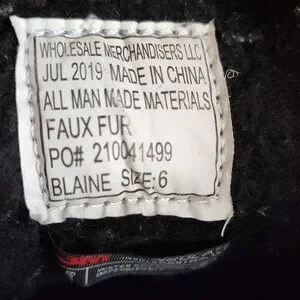 WHOLESALE MERCHANDISERS LLC
JUL 2019 MADE IN CHINA
ALL MAN MADE MATERIALS
FAUX FUR
PO# 210041499
BLAINE SIZE: 6